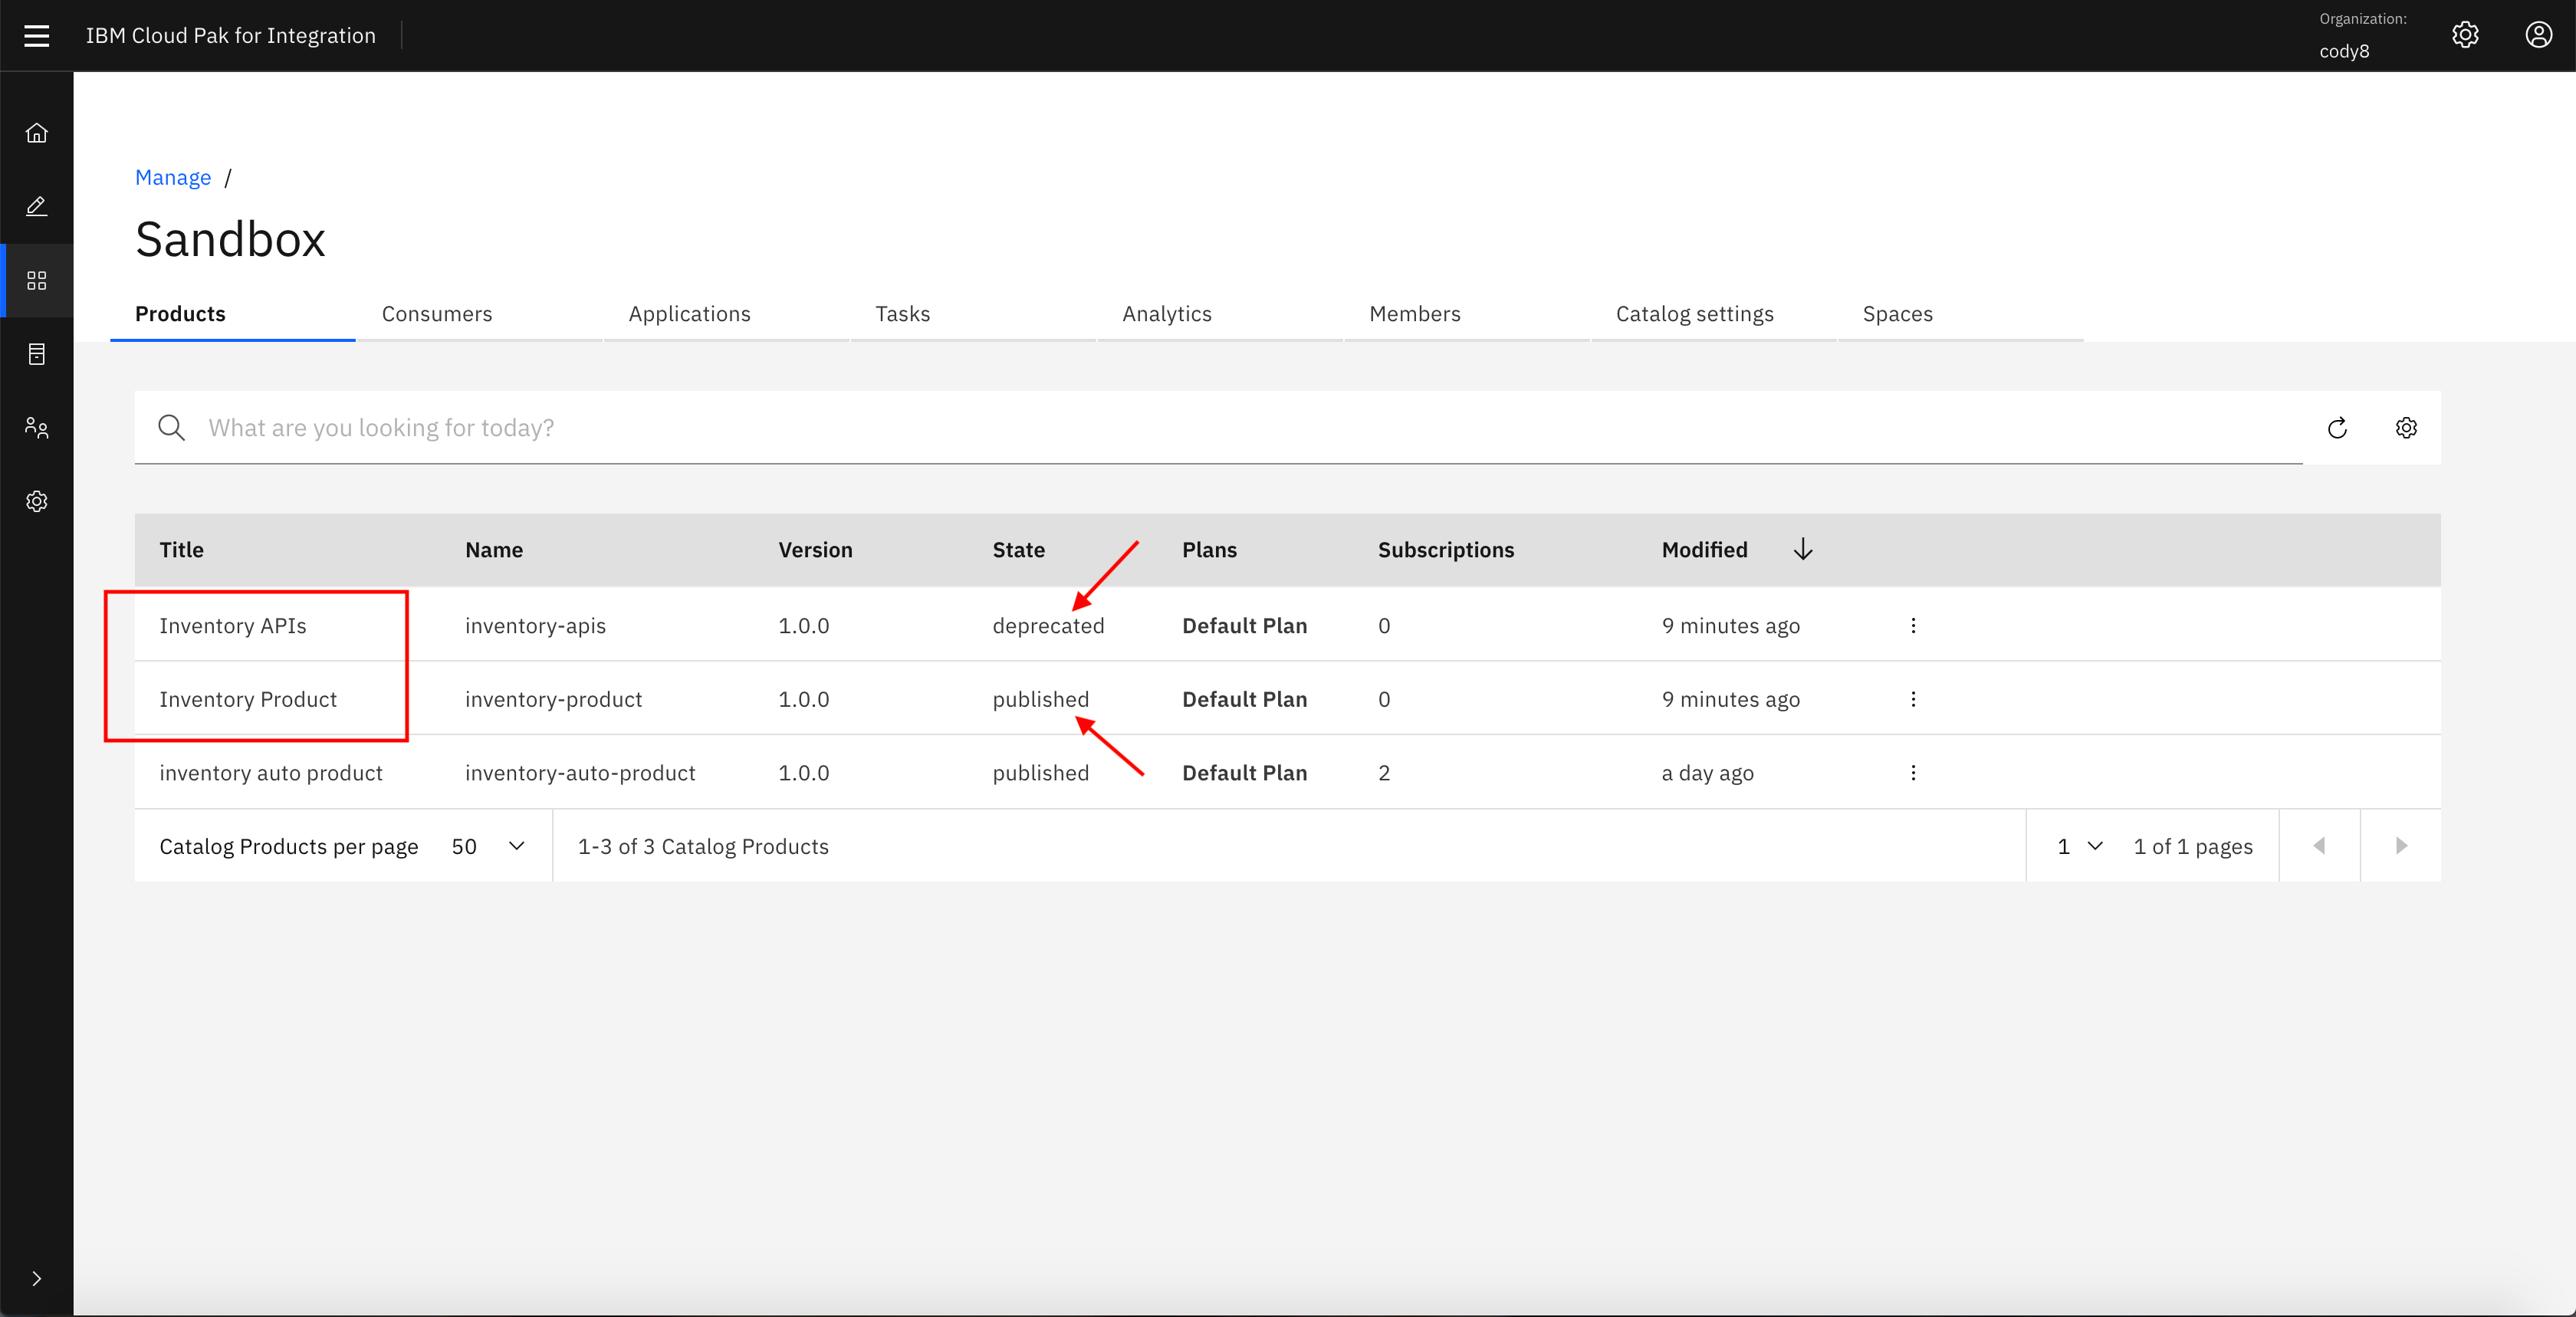 IBM Cloud Pak for Integration
Organization:
cody8
Manage /
Sandbox
Products Consumers Applications Tasks Analytics Members Catalog settings Spaces
What are you looking for today?
Title Name Version State Plans Subscriptions Modified
Inventory APIs inventory-apis 1.0.0 deprecated Default Plan 0 9 minutes ago
Inventory Product inventory-product 1.0.0 published Default Plan 0 9 minutes ago
inventory auto product inventory-auto-product 1.0.0 published Default Plan 2 a day ago
Catalog Products per page 50 1-3 of 3 Catalog Products 1 1 of 1 pages